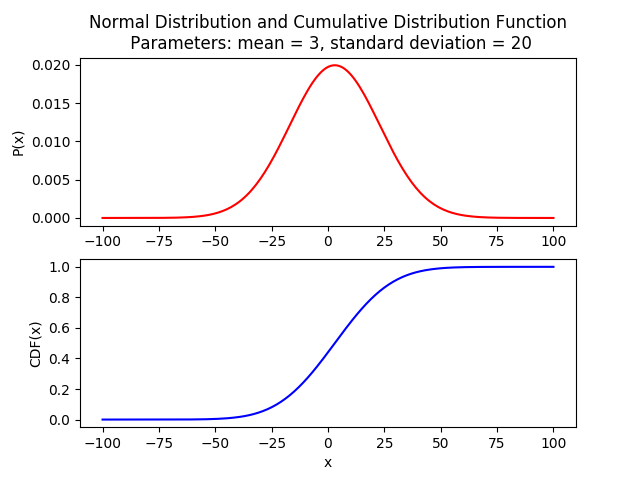 Normal Distribution and Cumulative Distribution Function
Parameters: mean = 3, standard deviation = 20
0.020
0.015
0.010
0.005
0.000
P(x)
−100 −75 −50 −25 0 25 50 75 100
1.0
0.8
0.6
0.4
0.2
0.0
CDF(x)
−100 −75 −50 −25 0 25 50 75 100
x